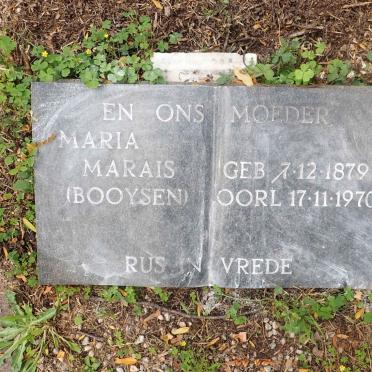 EN ONS MOEDER
MARIA
MARAIS GEB 7·12·1879
(BOOYSEN) OORL 17·11·1970
RUS IN VREDE